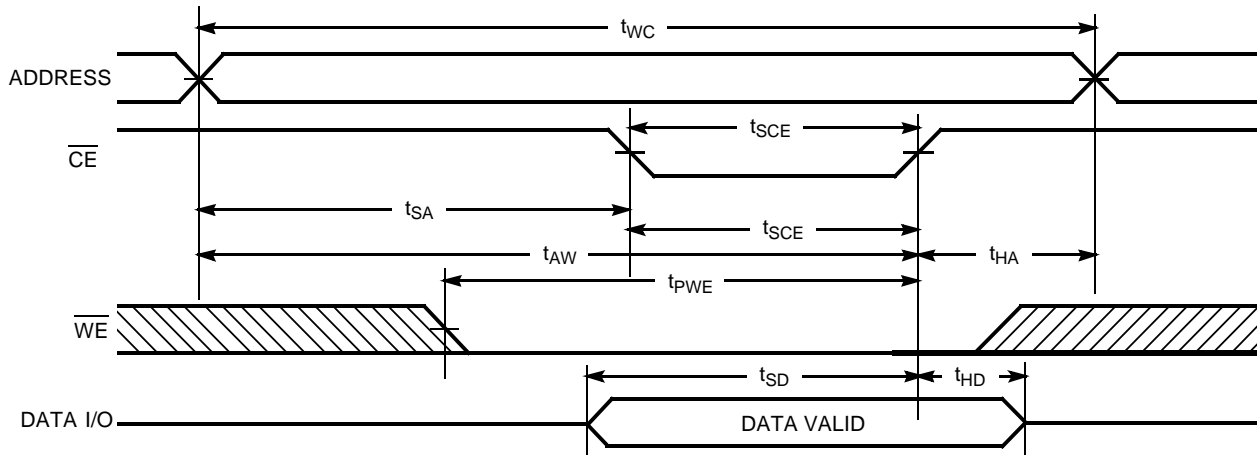 tWC
ADDRESS
tSCE
CE
tSA
tSCE
tAW
tHA
tPWE
WE
tSD
tHD
DATA I/O
DATA VALID